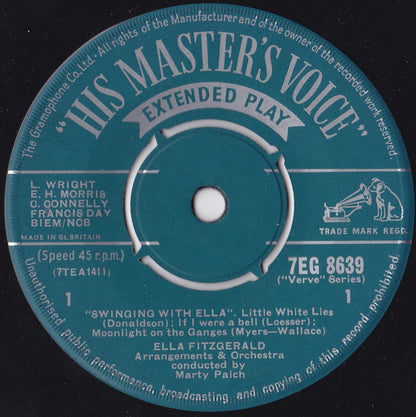 The Gramophone Co. Ltd. All rights of the Manufacturer and of the owner of the recorded work reserved.
"HIS MASTER'S VOICE"
EXTENDED PLAY
L. WRIGHT
E. H. MORRIS
C. CONNELLY
FRANCIS DAY
BIEM/NCB
MADE IN GT. BRITAIN
TRADE MARK REGD.
(Speed 45 r.p.m.)
(7TEA1411)
7EG 8639
("Verve" Series)
1
1
"SWINGING WITH ELLA". Little White Lies
(Donaldson); If I were a bell (Loesser);
Moonlight on the Ganges (Myers—Wallace)
ELLA FITZGERALD
Arrangements & Orchestra
conducted by
Marty Paich
Unauthorised public performance, broadcasting and copying of this record prohibited.